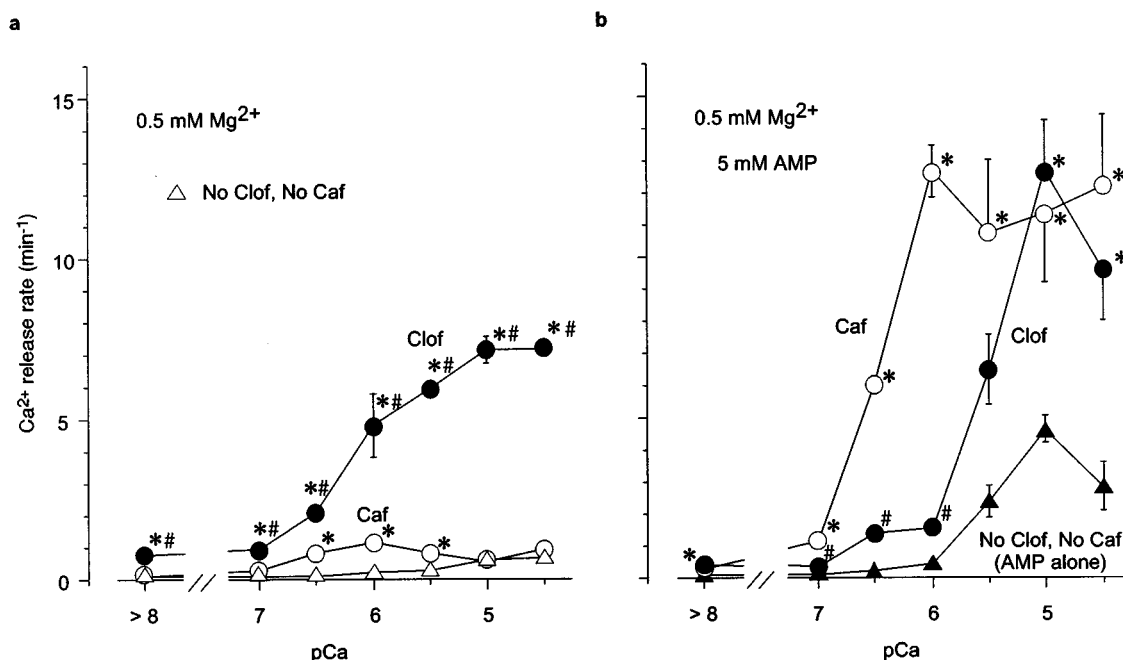 a
15
10
5
0
Ca²⁺ release rate (min⁻¹)
0.5 mM Mg²⁺
△ No Clof, No Caf
Clof
Caf
*#
*#
*#
*#
*#
*#
*#
*
*
*
> 8
7
6
5
pCa
b
0.5 mM Mg²⁺
5 mM AMP
Caf
Clof
No Clof, No Caf
(AMP alone)
*
*
*
*
*
*
*
*
*
#
#
#
> 8
7
6
5
pCa